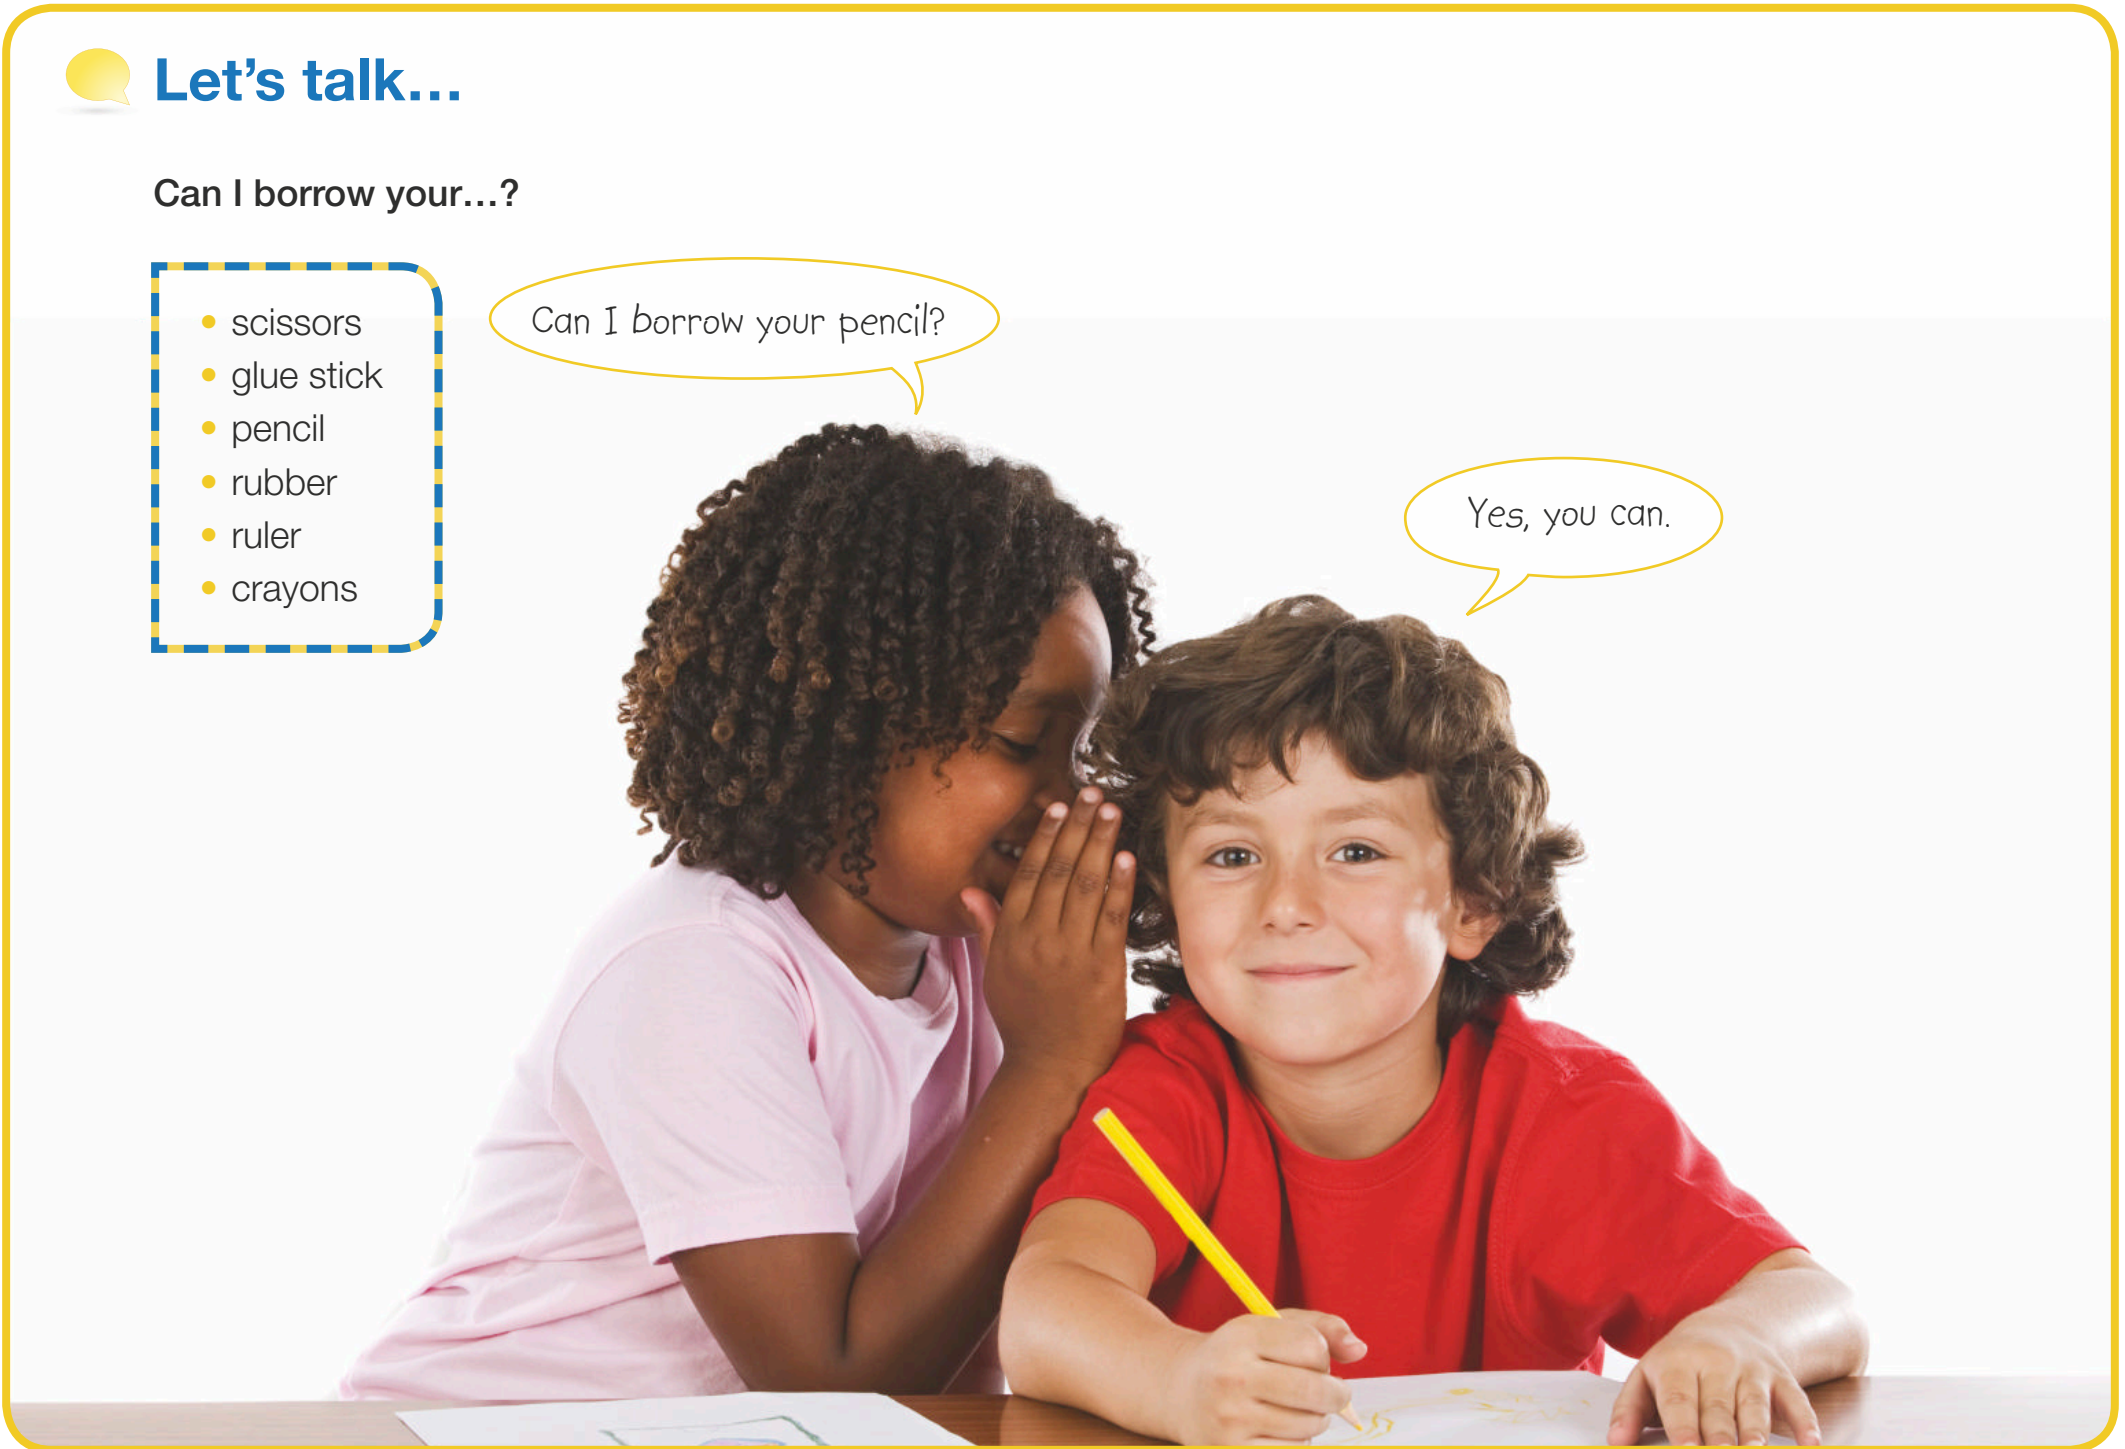 Let's talk...
Can I borrow your...?
• scissors
• glue stick
• pencil
• rubber
• ruler
• crayons
Can I borrow your pencil?
Yes, you can.